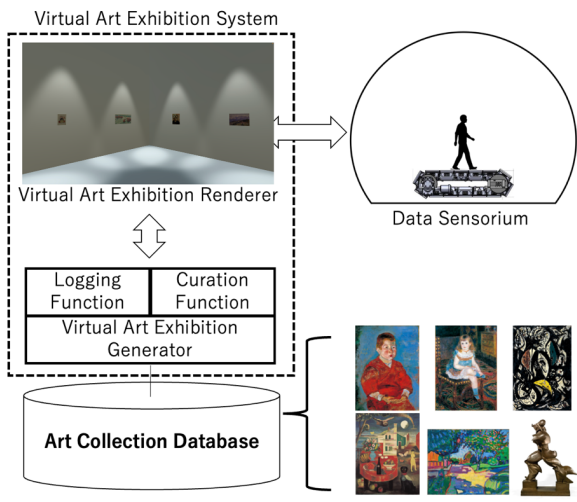 Virtual Art Exhibition System
Virtual Art Exhibition Renderer
Data Sensorium
Logging
Function
Curation
Function
Virtual Art Exhibition
Generator
Art Collection Database